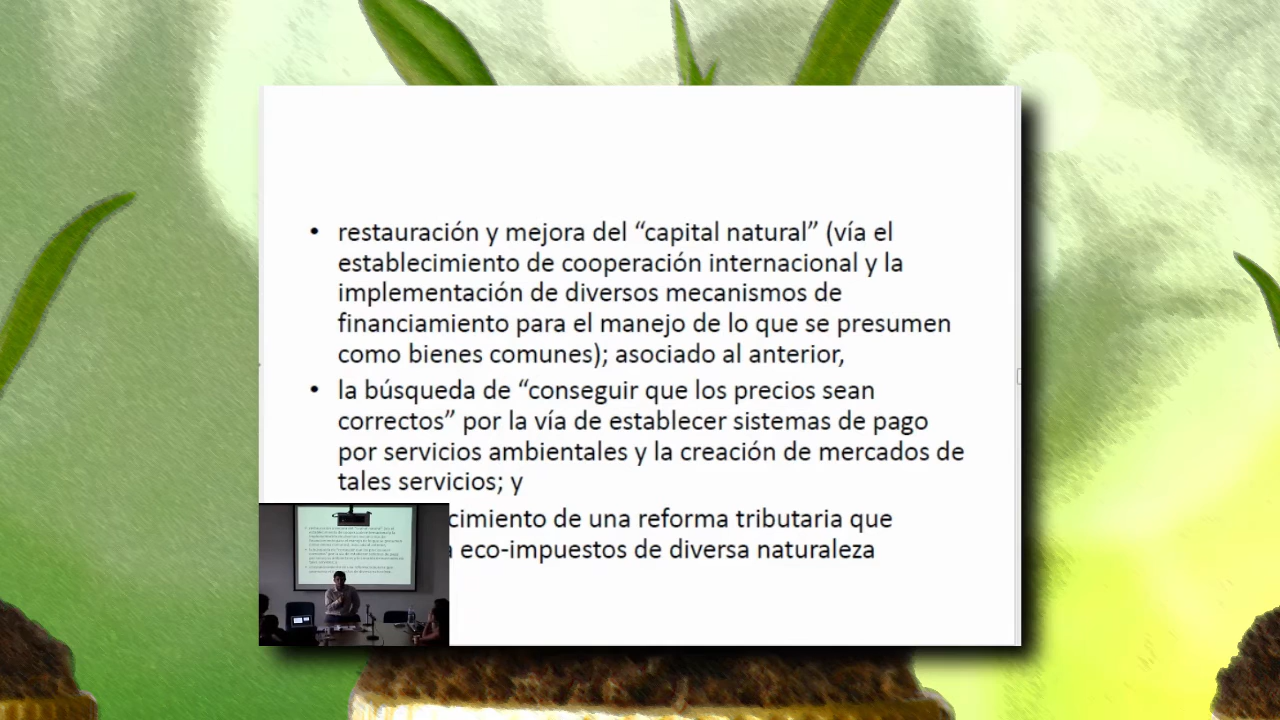 • restauración y mejora del “capital natural” (vía el
establecimiento de cooperación internacional y la
implementación de diversos mecanismos de
financiamiento para el manejo de lo que se presumen
como bienes comunes); asociado al anterior,
• la búsqueda de “conseguir que los precios sean
correctos” por la vía de establecer sistemas de pago
por servicios ambientales y la creación de mercados de
tales servicios; y
cimiento de una reforma tributaria que
a eco-impuestos de diversa naturaleza